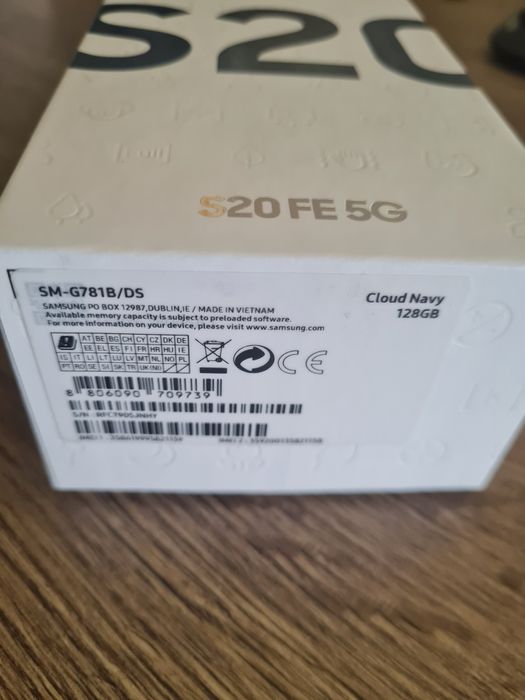 S20
S20 FE 5G
SM-G781B/DS
Cloud Navy
128GB
SAMSUNG PO BOX 12987,DUBLIN,IE / MADE IN VIETNAM
Available memory capacity is subject to preloaded software.
For more information on your device, please visit www.samsung.com
AT BE BG CH CY CZ DK DE
EE EL ES FI FR HR HU IE
IS IT LI LT LU LV MT NL NO PL
PT RO SE SI SK TR UK(NI)
CE
8 806090 709739